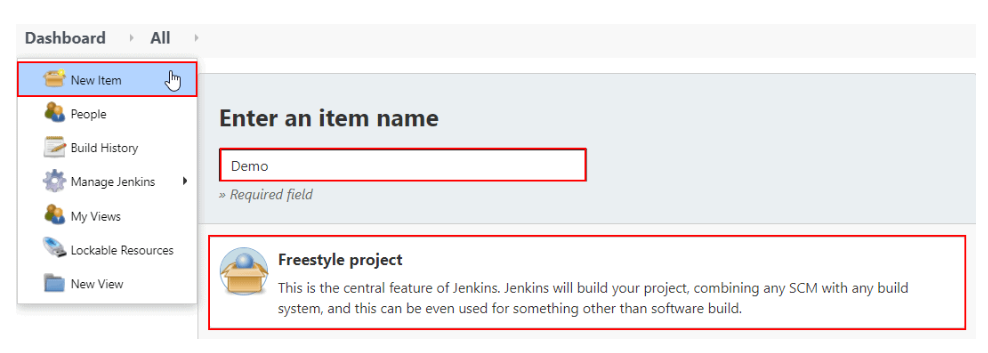 Dashboard All
New Item
People
Build History
Manage Jenkins
My Views
Lockable Resources
New View
Enter an item name
Demo
» Required field
Freestyle project
This is the central feature of Jenkins. Jenkins will build your project, combining any SCM with any build
system, and this can be even used for something other than software build.